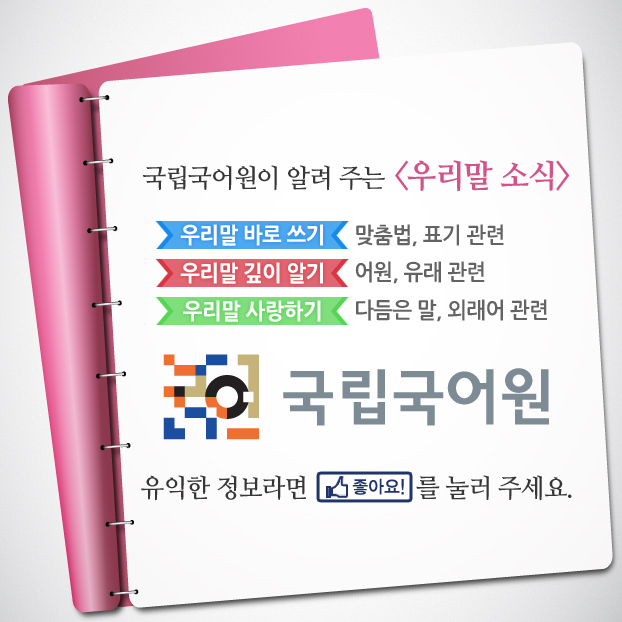 국립국어원이 알려 주는 〈우리말 소식〉
우리말 바로 쓰기 맞춤법, 표기 관련
우리말 깊이 알기 어원, 유래 관련
우리말 사랑하기 다듬은 말, 외래어 관련
국립국어원
유익한 정보라면 좋아요! 를 눌러 주세요.